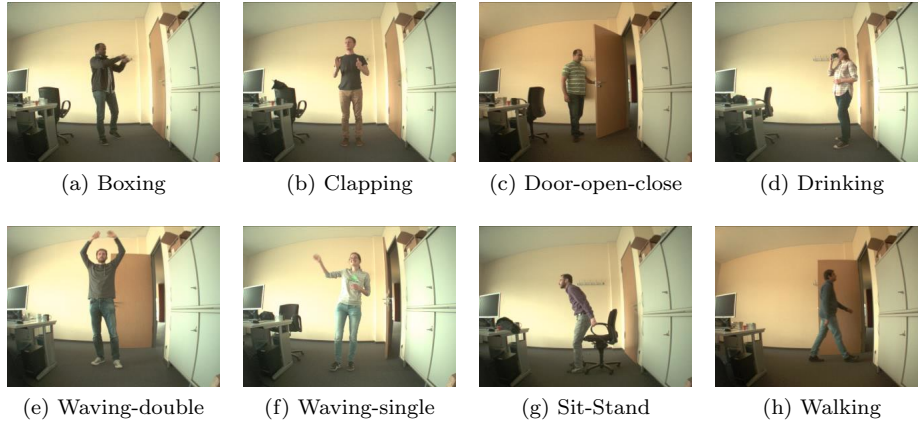 (a) Boxing
(b) Clapping
(c) Door-open-close
(d) Drinking
(e) Waving-double
(f) Waving-single
(g) Sit-Stand
(h) Walking